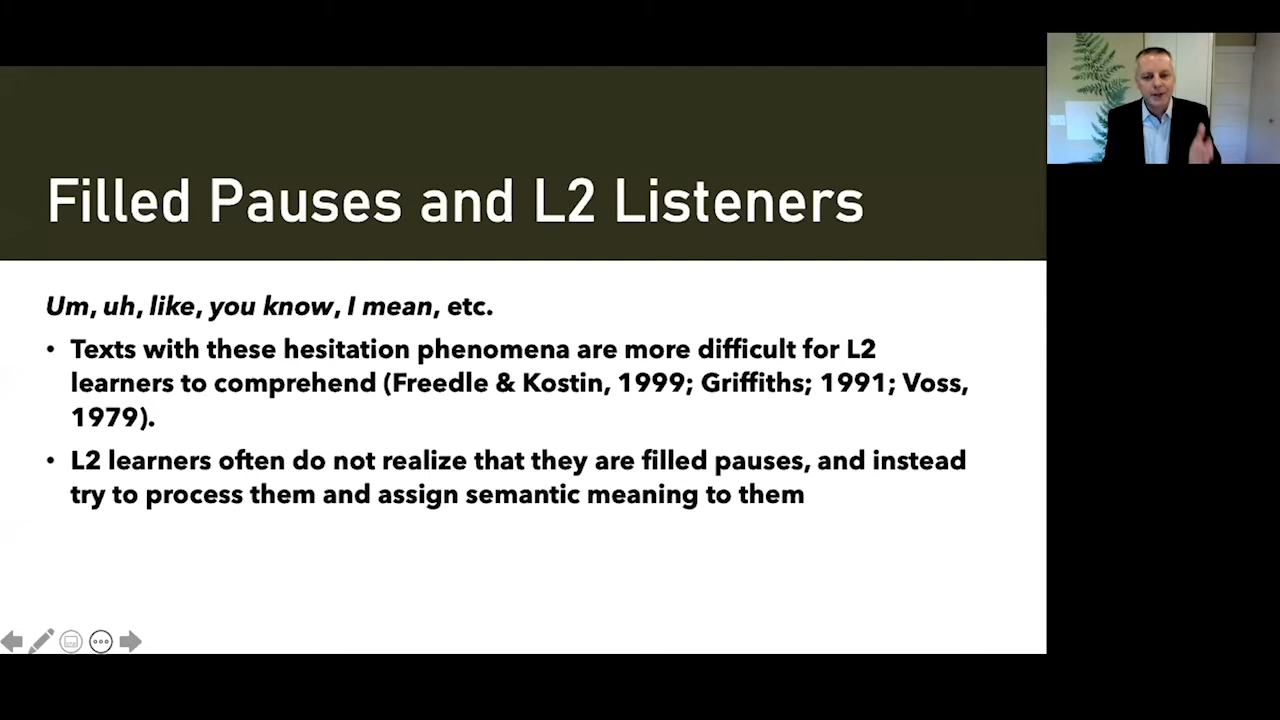 Filled Pauses and L2 Listeners
Um, uh, like, you know, I mean, etc.
• Texts with these hesitation phenomena are more difficult for L2
learners to comprehend (Freedle & Kostin, 1999; Griffiths; 1991; Voss,
1979).
• L2 learners often do not realize that they are filled pauses, and instead
try to process them and assign semantic meaning to them